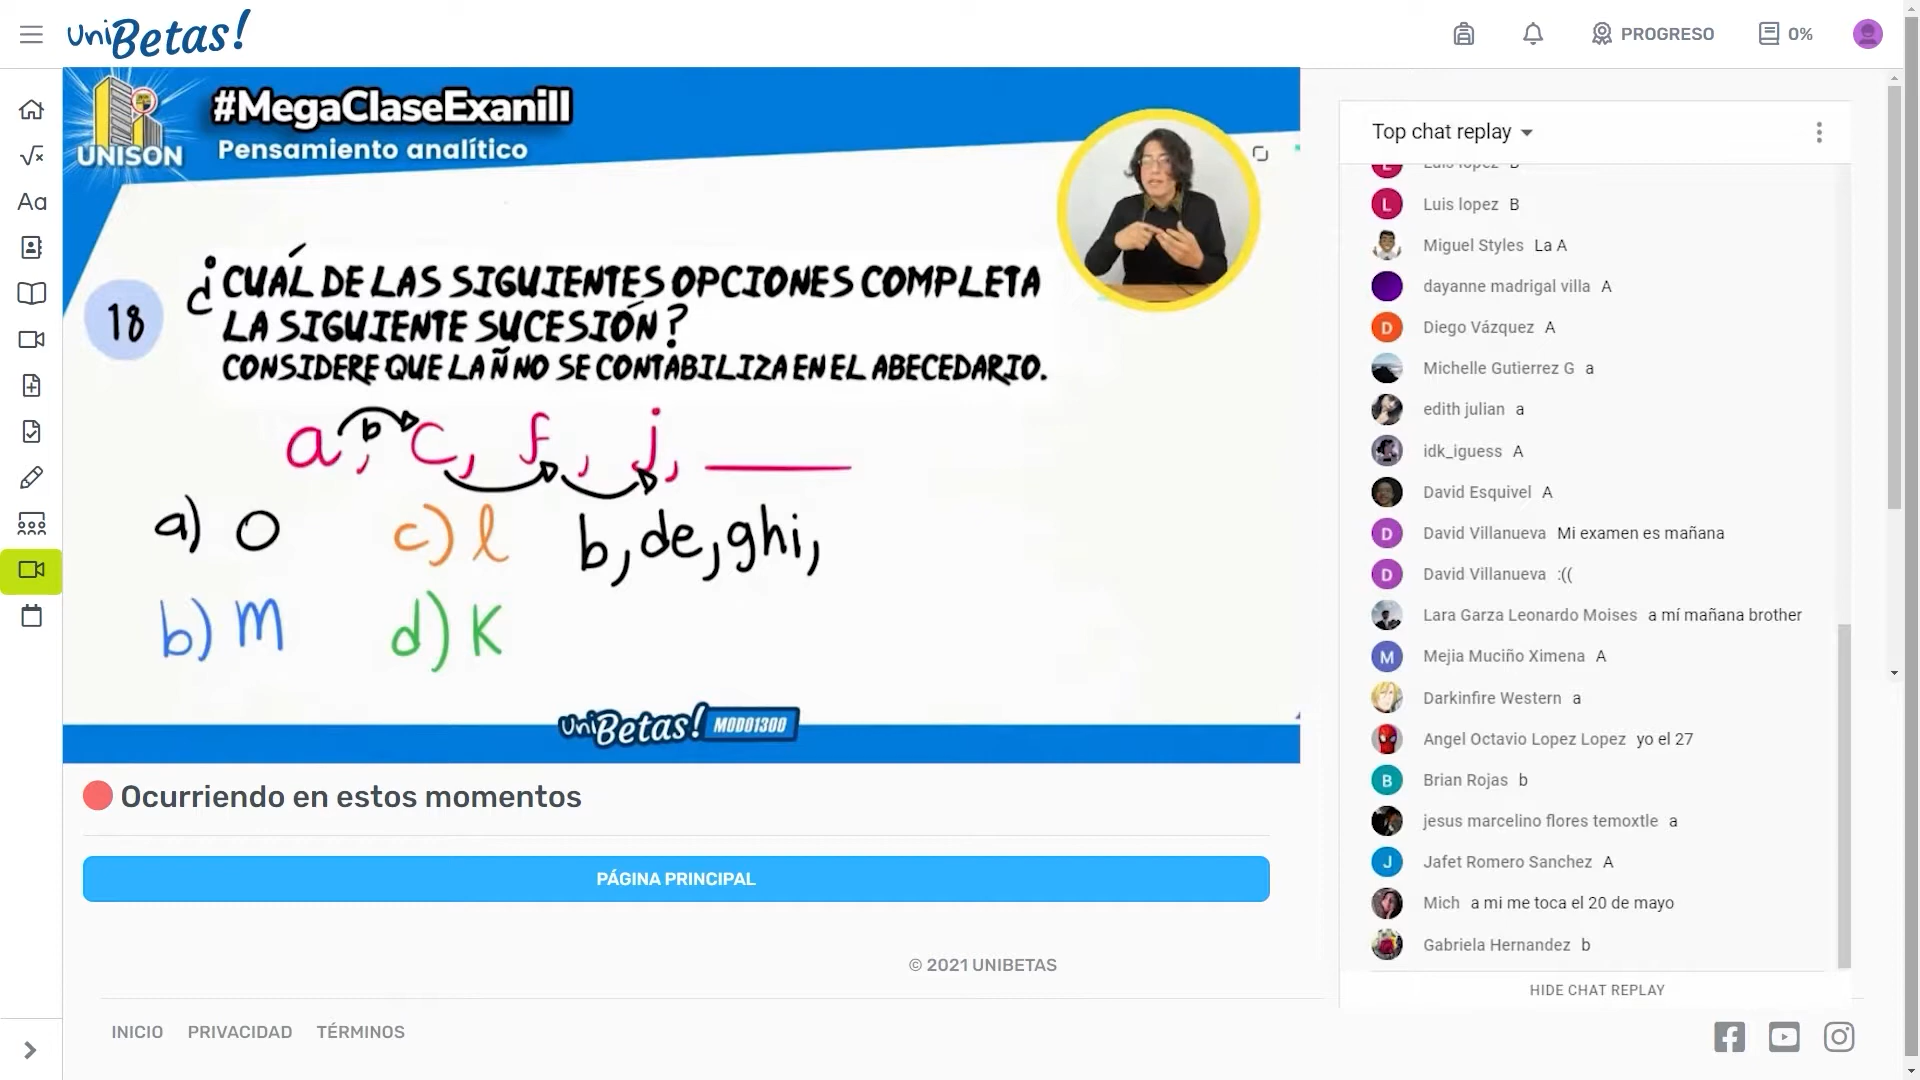 UniBetas!
PROGRESO
0%
UNISON
#MegaClaseExaniII
Pensamiento analítico
18
¿CUÁL DE LAS SIGUIENTES OPCIONES COMPLETA
LA SIGUIENTE SUCESIÓN?
CONSIDERE QUE LA Ñ NO SE CONTABILIZA EN EL ABECEDARIO.
b
a, c, f, j, ____
a) O
c) l
b, de, ghi,
b) m
d) K
UniBetas! MODO1300
Ocurriendo en estos momentos
PÁGINA PRINCIPAL
© 2021 UNIBETAS
INICIO PRIVACIDAD TÉRMINOS
Aa
Top chat replay
Luis lopez B
L Luis lopez B
Miguel Styles La A
dayanne madrigal villa A
D Diego Vázquez A
Michelle Gutierrez G a
edith julian a
idk_iguess A
David Esquivel A
D David Villanueva Mi examen es mañana
D David Villanueva :((
Lara Garza Leonardo Moises a mí mañana brother
M Mejia Muciño Ximena A
Darkinfire Western a
Angel Octavio Lopez Lopez yo el 27
B Brian Rojas b
jesus marcelino flores temoxtle a
J Jafet Romero Sanchez A
Mich a mi me toca el 20 de mayo
Gabriela Hernandez b
HIDE CHAT REPLAY